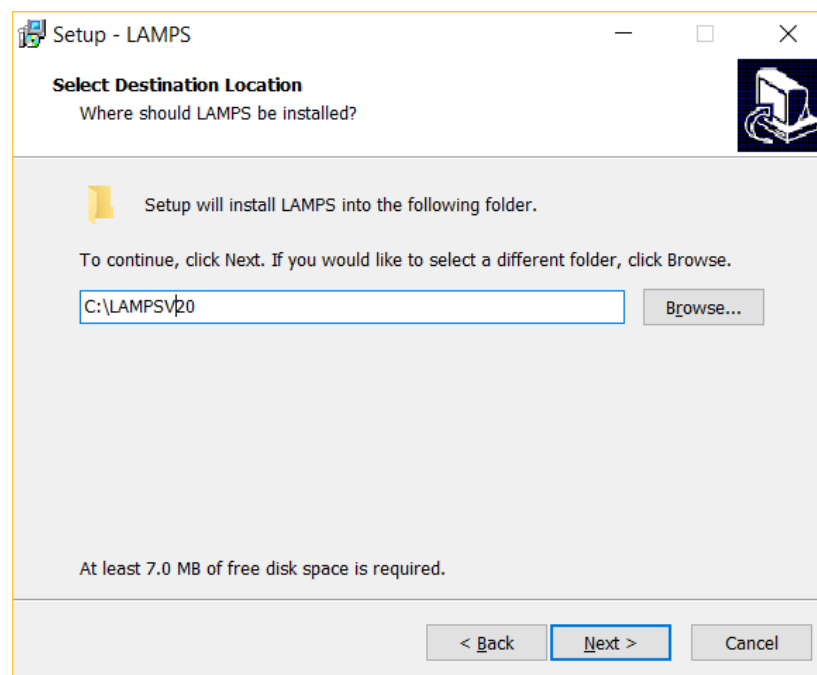 Setup - LAMPS
Select Destination Location
Where should LAMPS be installed?
Setup will install LAMPS into the following folder.
To continue, click Next. If you would like to select a different folder, click Browse.
C:\LAMPSV20
Browse...
At least 7.0 MB of free disk space is required.
< Back
Next >
Cancel